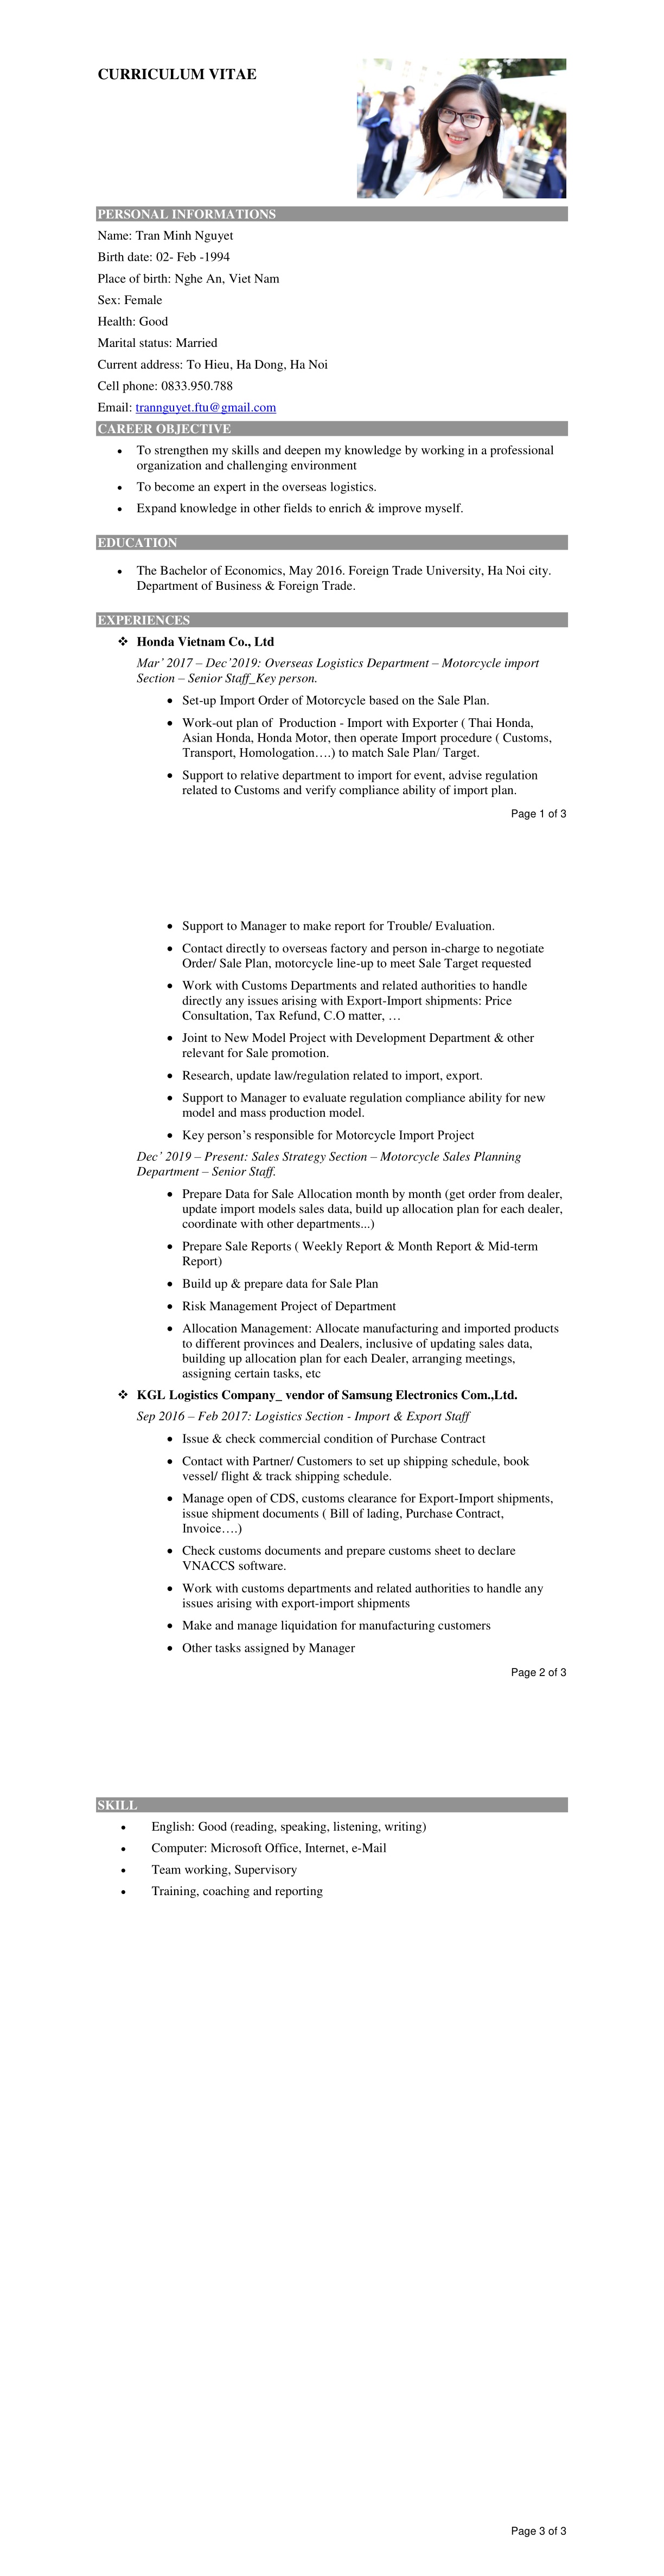 CURRICULUM VITAE
PERSONAL INFORMATIONS
Name: Tran Minh Nguyet
Birth date: 02- Feb -1994
Place of birth: Nghe An, Viet Nam
Sex: Female
Health: Good
Marital status: Married
Current address: To Hieu, Ha Dong, Ha Noi
Cell phone: 0833.950.788
Email: trannguyet.ftu@gmail.com
CAREER OBJECTIVE
• To strengthen my skills and deepen my knowledge by working in a professional
organization and challenging environment
• To become an expert in the overseas logistics.
• Expand knowledge in other fields to enrich & improve myself.
EDUCATION
• The Bachelor of Economics, May 2016. Foreign Trade University, Ha Noi city.
Department of Business & Foreign Trade.
EXPERIENCES
❖ Honda Vietnam Co., Ltd
Mar’ 2017 – Dec’2019: Overseas Logistics Department – Motorcycle import
Section – Senior Staff_Key person.
• Set-up Import Order of Motorcycle based on the Sale Plan.
• Work-out plan of  Production - Import with Exporter ( Thai Honda,
Asian Honda, Honda Motor, then operate Import procedure ( Customs,
Transport, Homologation….) to match Sale Plan/ Target.
• Support to relative department to import for event, advise regulation
related to Customs and verify compliance ability of import plan.
Page 1 of 3
• Support to Manager to make report for Trouble/ Evaluation.
• Contact directly to overseas factory and person in-charge to negotiate
Order/ Sale Plan, motorcycle line-up to meet Sale Target requested
• Work with Customs Departments and related authorities to handle
directly any issues arising with Export-Import shipments: Price
Consultation, Tax Refund, C.O matter, …
• Joint to New Model Project with Development Department & other
relevant for Sale promotion.
• Research, update law/regulation related to import, export.
• Support to Manager to evaluate regulation compliance ability for new
model and mass production model.
• Key person’s responsible for Motorcycle Import Project
Dec’ 2019 – Present: Sales Strategy Section – Motorcycle Sales Planning
Department – Senior Staff.
• Prepare Data for Sale Allocation month by month (get order from dealer,
update import models sales data, build up allocation plan for each dealer,
coordinate with other departments...)
• Prepare Sale Reports ( Weekly Report & Month Report & Mid-term
Report)
• Build up & prepare data for Sale Plan
• Risk Management Project of Department
• Allocation Management: Allocate manufacturing and imported products
to different provinces and Dealers, inclusive of updating sales data,
building up allocation plan for each Dealer, arranging meetings,
assigning certain tasks, etc
❖ KGL Logistics Company_ vendor of Samsung Electronics Com.,Ltd.
Sep 2016 – Feb 2017: Logistics Section - Import & Export Staff
• Issue & check commercial condition of Purchase Contract
• Contact with Partner/ Customers to set up shipping schedule, book
vessel/ flight & track shipping schedule.
• Manage open of CDS, customs clearance for Export-Import shipments,
issue shipment documents ( Bill of lading, Purchase Contract,
Invoice….)
• Check customs documents and prepare customs sheet to declare
VNACCS software.
• Work with customs departments and related authorities to handle any
issues arising with export-import shipments
• Make and manage liquidation for manufacturing customers
• Other tasks assigned by Manager
Page 2 of 3
SKILL
• English: Good (reading, speaking, listening, writing)
• Computer: Microsoft Office, Internet, e-Mail
• Team working, Supervisory
• Training, coaching and reporting
Page 3 of 3